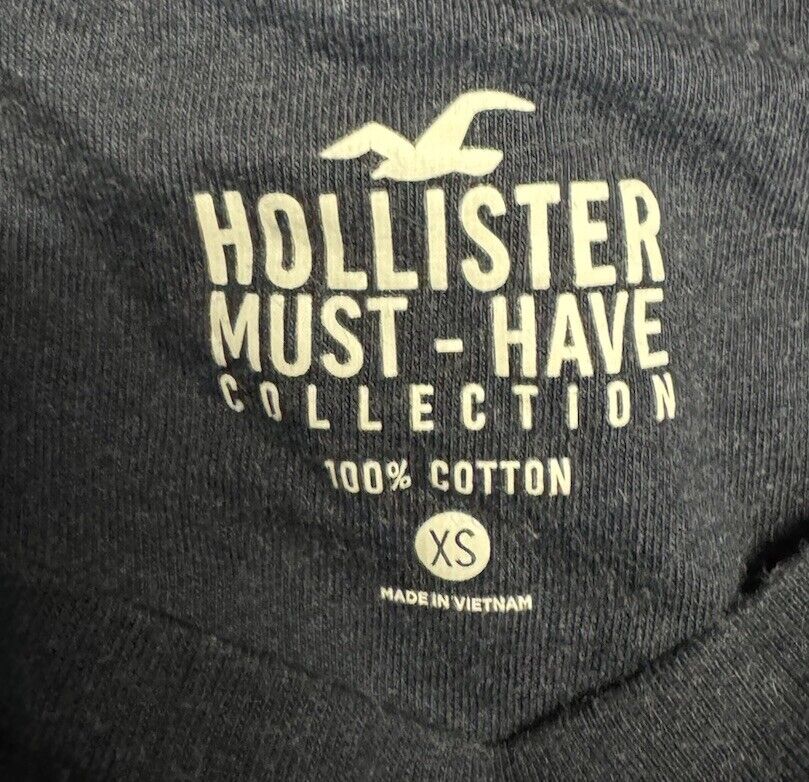 HOLLISTER
MUST - HAVE
COLLECTION
100% COTTON
XS
MADE IN VIETNAM